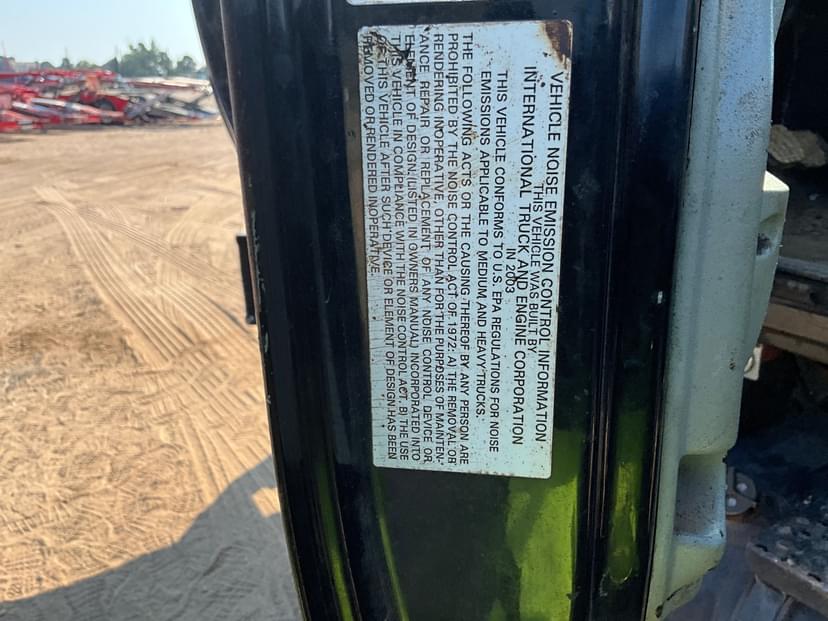 VEHICLE NOISE EMISSION CONTROL INFORMATION
THIS VEHICLE WAS BUILT BY
INTERNATIONAL TRUCK AND ENGINE CORPORATION
IN 2003
THIS VEHICLE CONFORMS TO U.S. EPA REGULATIONS FOR NOISE
EMISSIONS APPLICABLE TO MEDIUM AND HEAVY TRUCKS.
THE FOLLOWING ACTS OR THE CAUSING THEREOF BY ANY PERSON ARE
PROHIBITED BY THE NOISE CONTROL ACT OF 1972: A) THE REMOVAL OR
RENDERING INOPERATIVE, OTHER THAN FOR THE PURPOSES OF MAINTEN-
ANCE REPAIR, OR REPLACEMENT OF ANY NOISE CONTROL DEVICE OR
ELEMENT OF DESIGN, (LISTED IN OWNERS MANUAL) INCORPORATED INTO
THIS VEHICLE IN COMPLIANCE WITH THE NOISE CONTROL ACT, B) THE USE
OF THIS VEHICLE AFTER SUCH DEVICE OR ELEMENT OF DESIGN HAS BEEN
REMOVED OR RENDERED INOPERATIVE.